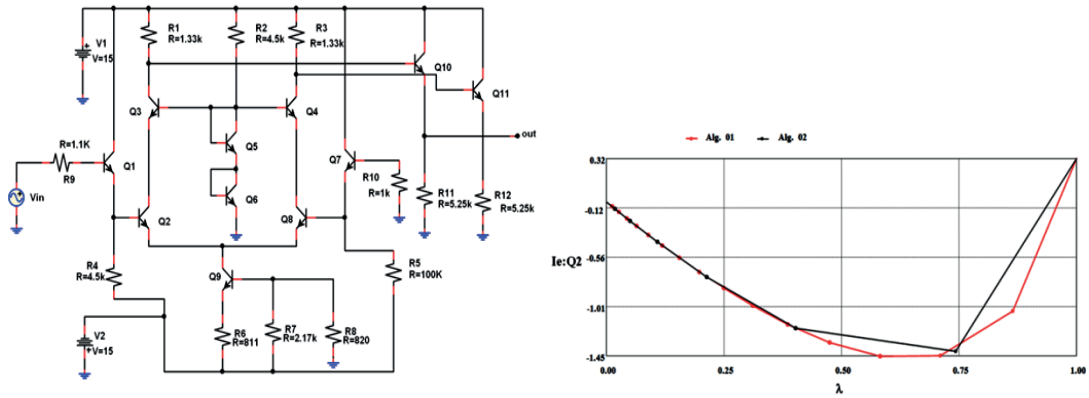 R1
R=1.33k
R2
R=4.5k
R3
R=1.33k
V1
V=15
Q10
Q11
Q3
Q4
out
Q5
R=1.1K
R9
Q1
Q7
R10
R=1k
Vin
Q6
R11
R=5.25k
R12
R=5.25k
Q2
Q8
R4
R=4.5k
Q9
R5
R=100K
R6
R=811
R7
R=2.17k
R8
R=820
V2
V=15
Alg. 01
Alg. 02
0.32
-0.12
-0.56
Ie:Q2
-1.01
-1.45
0.00
0.25
0.50
0.75
1.00
λ